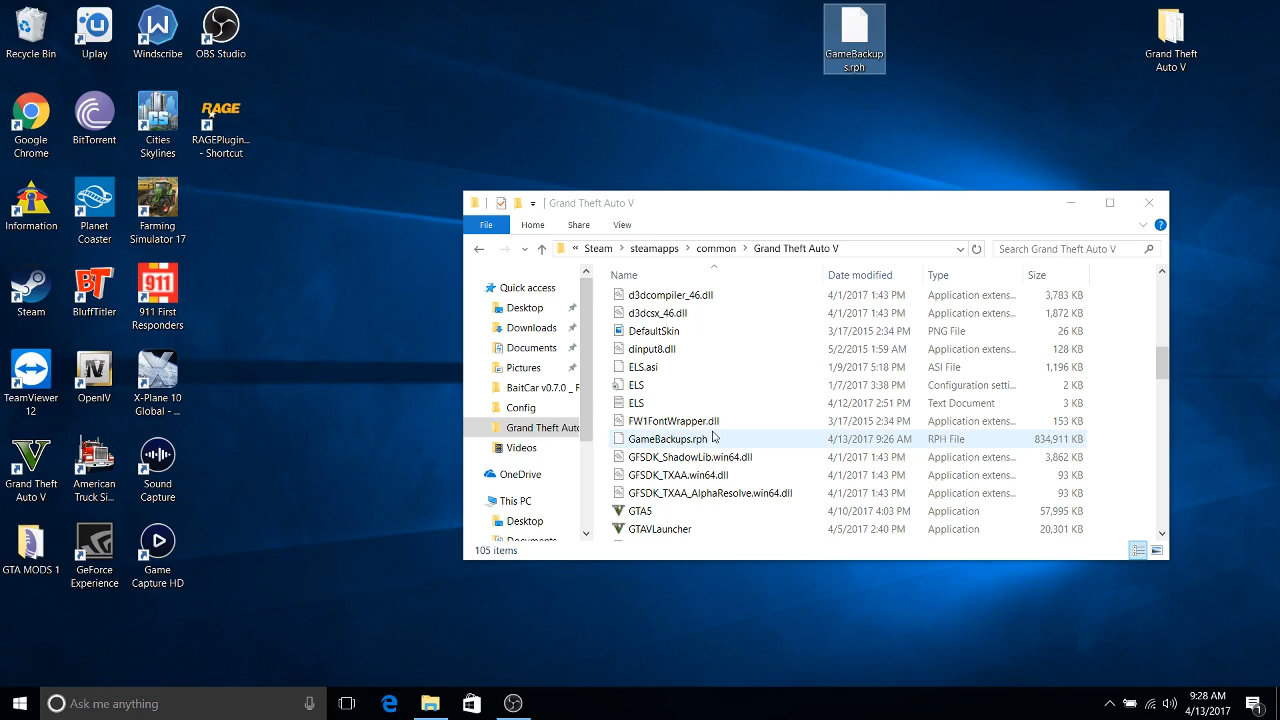 Recycle Bin
Uplay
Windscribe
OBS Studio
GameBackup
s.rph
Grand Theft
Auto V
Google
Chrome
BitTorrent
CS
Cities
Skylines
RAGE
RAGEPlugin...
- Shortcut
Information
Planet
Coaster
Farming
Simulator 17
Steam
BT
BluffTitler
911
911 First
Responders
TeamViewer
12
IV
OpenIV
X-Plane 10
Global - ...
Grand Theft
Auto V
American
Truck Si...
Sound
Capture
GTA MODS 1
GeForce
Experience
Game
Capture HD
Grand Theft Auto V
File
Home
Share
View
« Steam > steamapps > common > Grand Theft Auto V
Search Grand Theft Auto V
Quick access
Desktop
Downloads
Documents
Pictures
BaitCar v0.7.0 _ F
Config
Grand Theft Auto
Videos
OneDrive
This PC
Desktop
Documents
Name Date modified Type Size
d3dcompiler_46.dll 4/1/2017 1:43 PM Application extens... 3,783 KB
d3dcsx_46.dll 4/1/2017 1:43 PM Application extens... 1,872 KB
DefaultSkin 3/17/2015 2:34 PM PNG File 26 KB
dinput8.dll 5/2/2015 1:59 AM Application extens... 128 KB
ELS.asi 1/9/2017 5:18 PM ASI File 1,196 KB
ELS 1/7/2017 3:38 PM Configuration setti... 2 KB
ELS 4/12/2017 2:51 PM Text Document 3 KB
FW1FontWrapper.dll 3/17/2015 2:34 PM Application extens... 153 KB
GameBackups.rph 4/13/2017 9:26 AM RPH File 834,911 KB
GFSDK_ShadowLib.win64.dll 4/1/2017 1:43 PM Application extens... 3,862 KB
GFSDK_TXAA.win64.dll 4/1/2017 1:43 PM Application extens... 93 KB
GFSDK_TXAA_AlphaResolve.win64.dll 4/1/2017 1:43 PM Application extens... 93 KB
GTA5 4/10/2017 4:03 PM Application 57,995 KB
GTAVLauncher 4/5/2017 2:40 PM Application 20,301 KB
105 items
Ask me anything
9:28 AM
4/13/2017
1